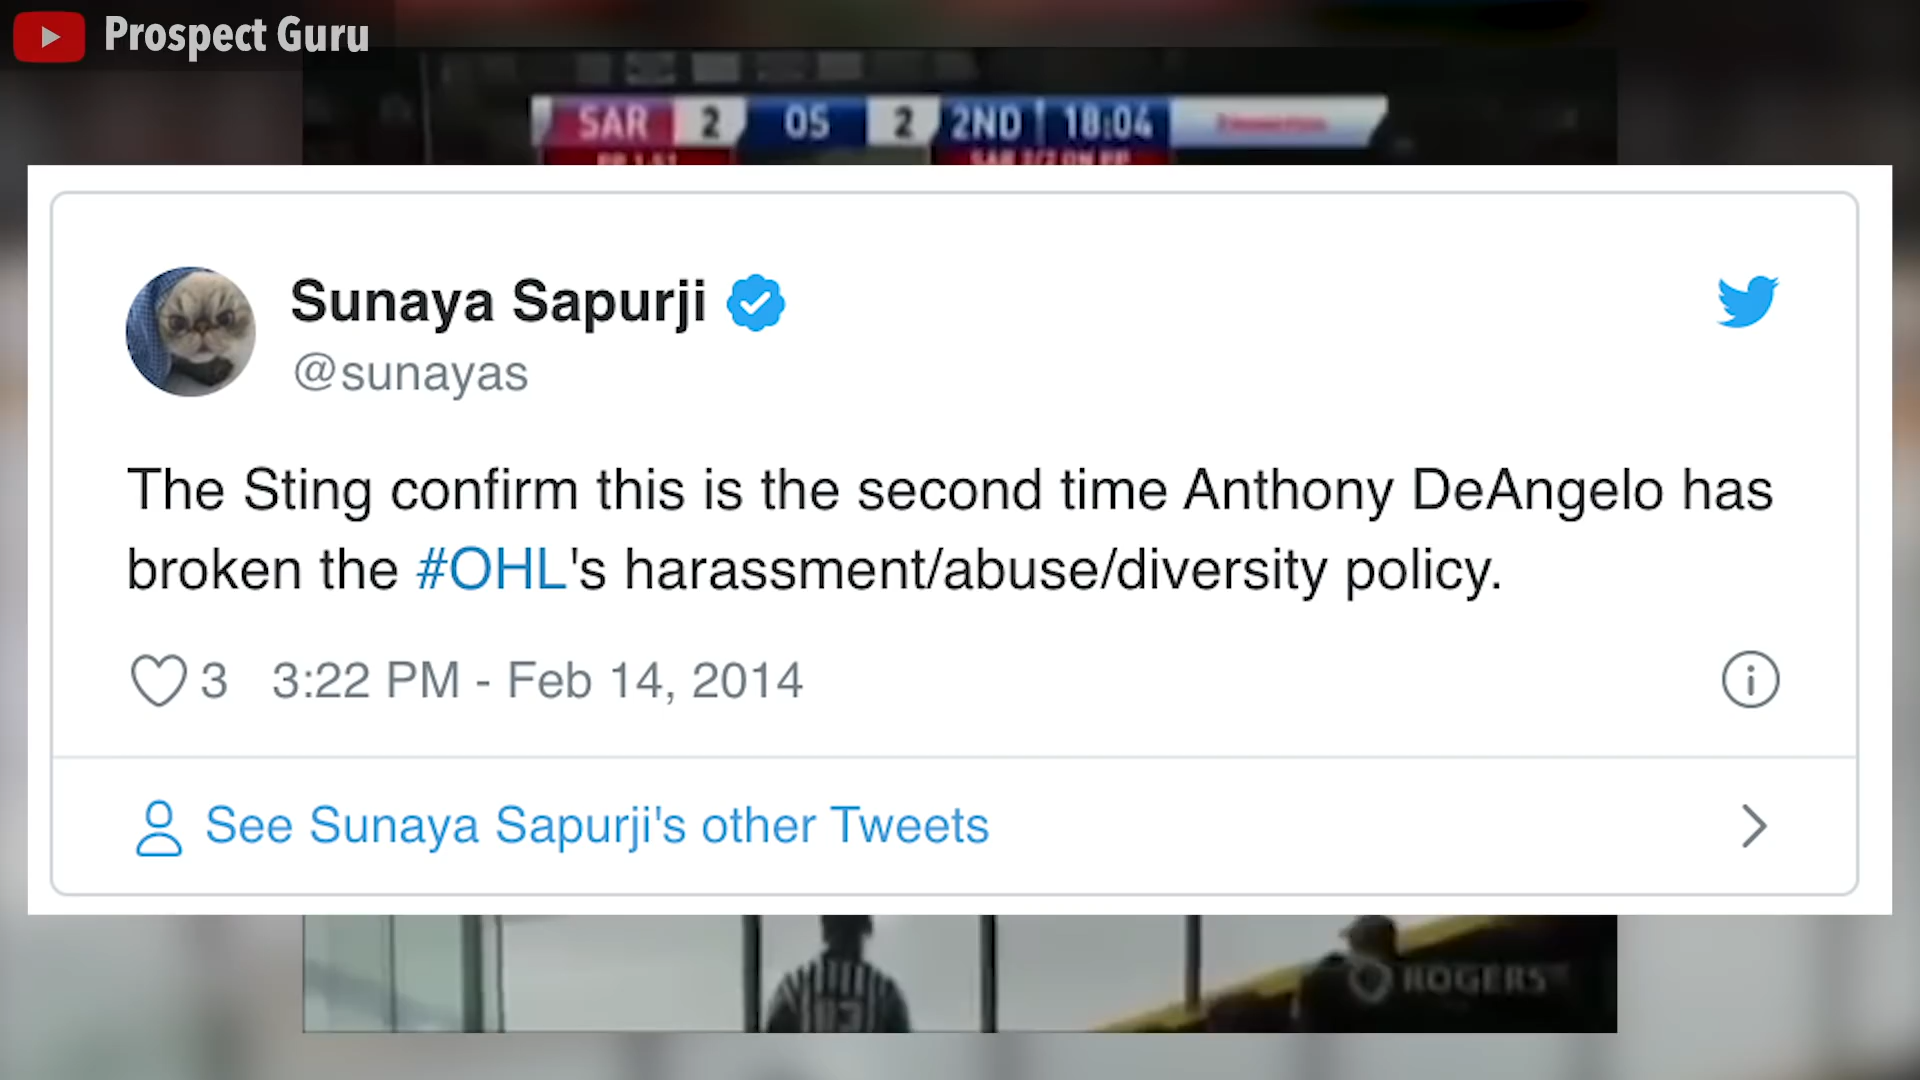 Prospect Guru
SAR 2 OS 2 2ND 18:04
Sunaya Sapurji
@sunayas
The Sting confirm this is the second time Anthony DeAngelo has
broken the #OHL's harassment/abuse/diversity policy.
3 3:22 PM - Feb 14, 2014
See Sunaya Sapurji's other Tweets
ROGERS